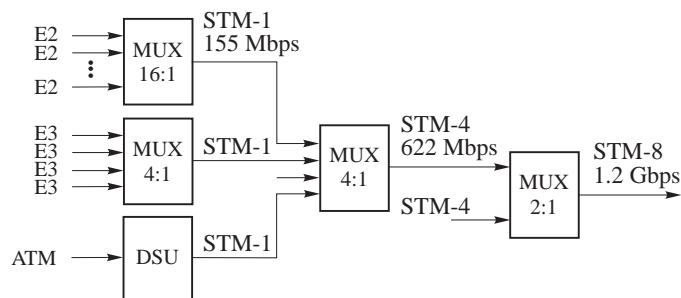 E2
E2
E2
MUX
16:1
STM-1
155 Mbps
E3
E3
E3
E3
MUX
4:1
STM-1
ATM
DSU
STM-1
MUX
4:1
STM-4
622 Mbps
STM-4
MUX
2:1
STM-8
1.2 Gbps